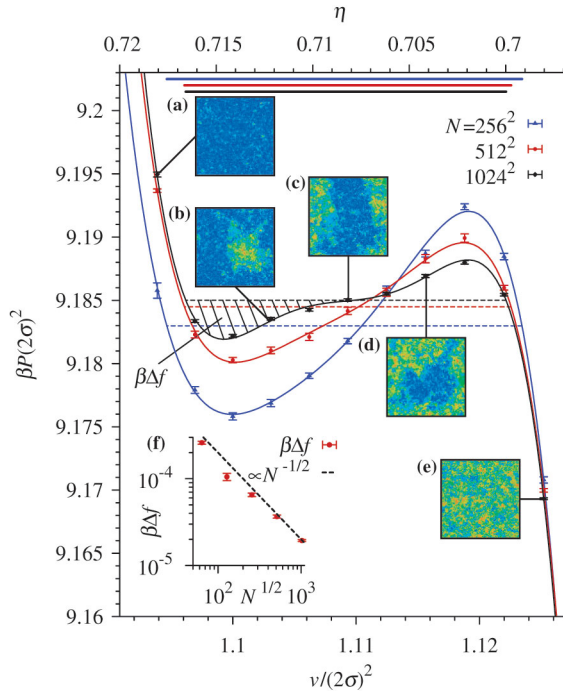 η
0.72 0.715 0.71 0.705 0.7
9.2
9.195
9.19
9.185
9.18
9.175
9.17
9.165
9.16
βP(2σ)²
(a)
(b)
(c)
(d)
(e)
N=256²
512²
1024²
βΔf
(f)
βΔf
∝N⁻¹/²
10⁻⁴
10⁻⁵
βΔf
10² N¹/² 10³
1.1 1.11 1.12
v/(2σ)²